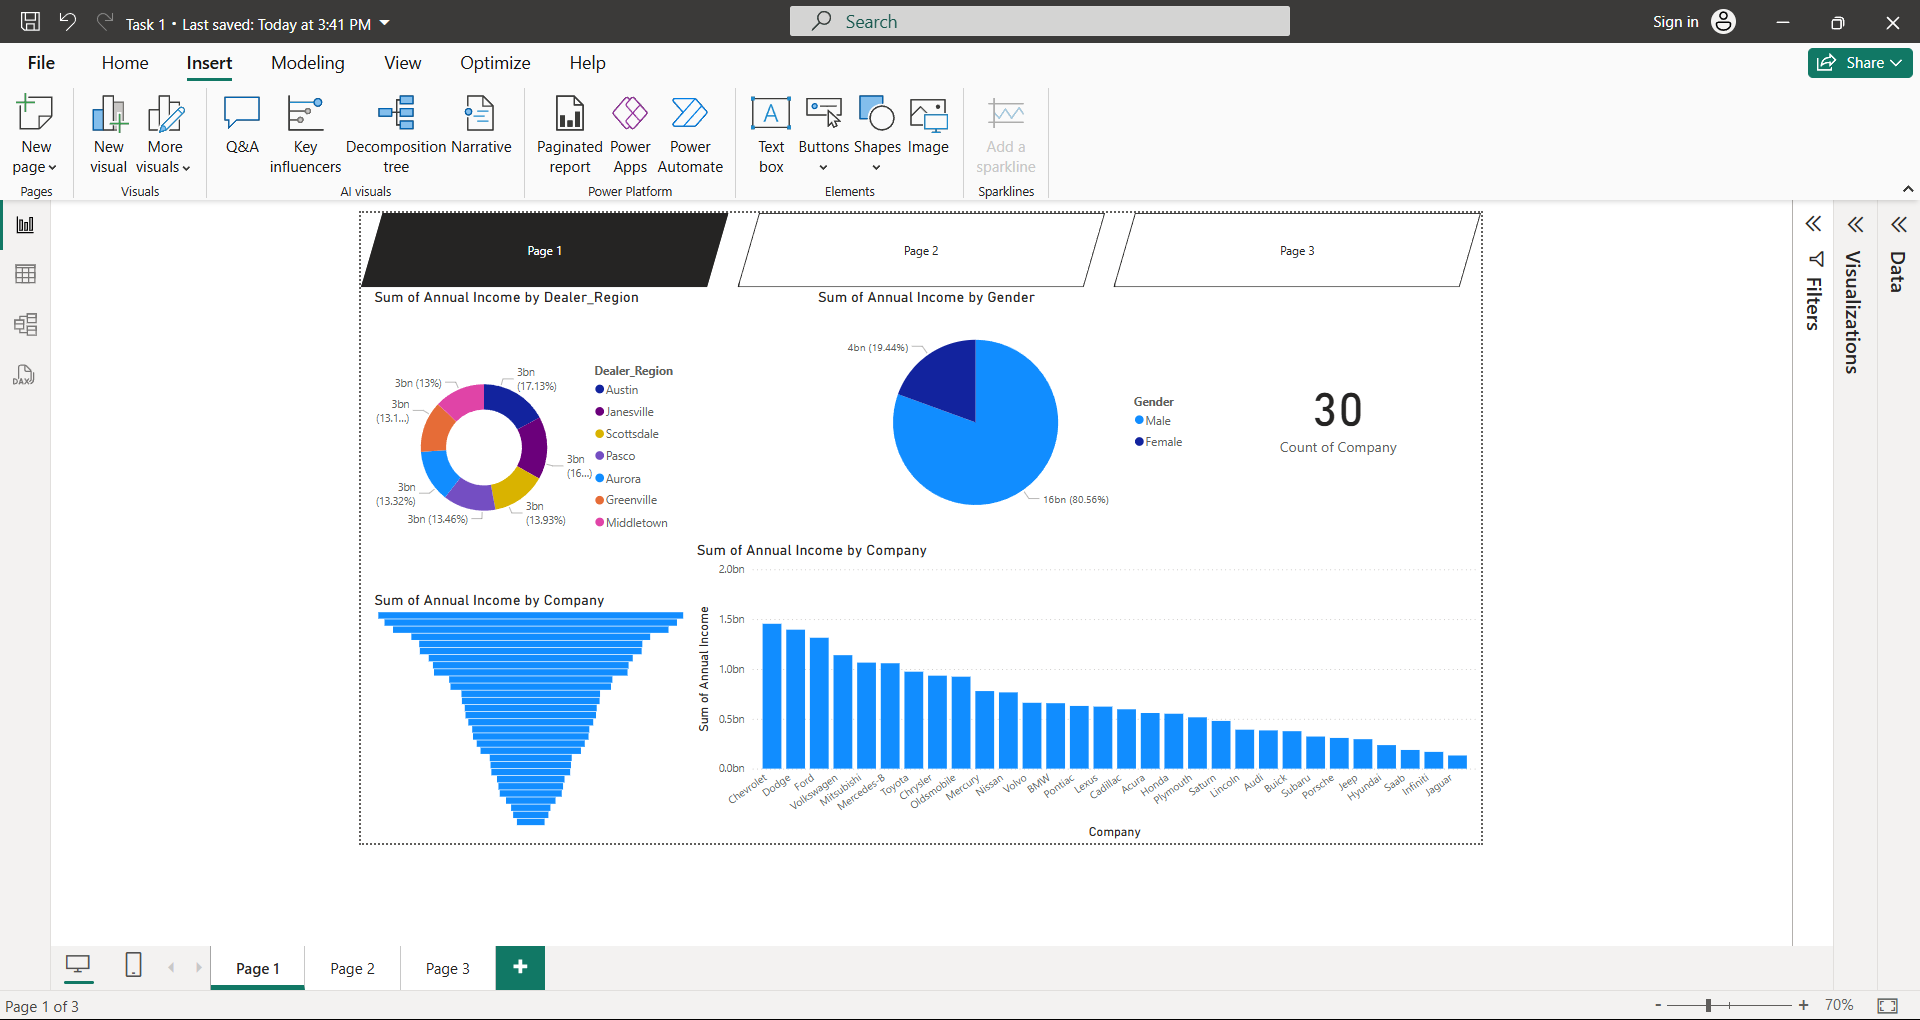 Task 1 • Last saved: Today at 3:41 PM
Search
Sign in
File Home Insert Modeling View Optimize Help
Share
New page
New visual
More visuals
Q&A
Key influencers
Decomposition tree
Narrative
Paginated report
Power Apps
Power Automate
Text box
Buttons
Shapes
Image
Add a sparkline
Pages
Visuals
AI visuals
Power Platform
Elements
Sparklines
Page 1
Page 2
Page 3
Filters
Visualizations
Data
Sum of Annual Income by Dealer_Region
3bn (17.13%)
3bn (16...)
3bn (13.93%)
3bn (13.46%)
3bn (13.32%)
3bn (13.1...)
3bn (13%)
Dealer_Region
Austin
Janesville
Scottsdale
Pasco
Aurora
Greenville
Middletown
Sum of Annual Income by Gender
4bn (19.44%)
16bn (80.56%)
Gender
Male
Female
30
Count of Company
Sum of Annual Income by Company
Sum of Annual Income by Company
Sum of Annual Income
2.0bn
1.5bn
1.0bn
0.5bn
0.0bn
Chevrolet
Dodge
Ford
Volkswagen
Mitsubishi
Mercedes-B
Toyota
Chrysler
Oldsmobile
Mercury
Nissan
Volvo
BMW
Pontiac
Lexus
Cadillac
Acura
Honda
Plymouth
Saturn
Lincoln
Audi
Buick
Subaru
Porsche
Jeep
Hyundai
Saab
Infiniti
Jaguar
Company
DAX
Page 1
Page 2
Page 3
+
Page 1 of 3
- + 70%